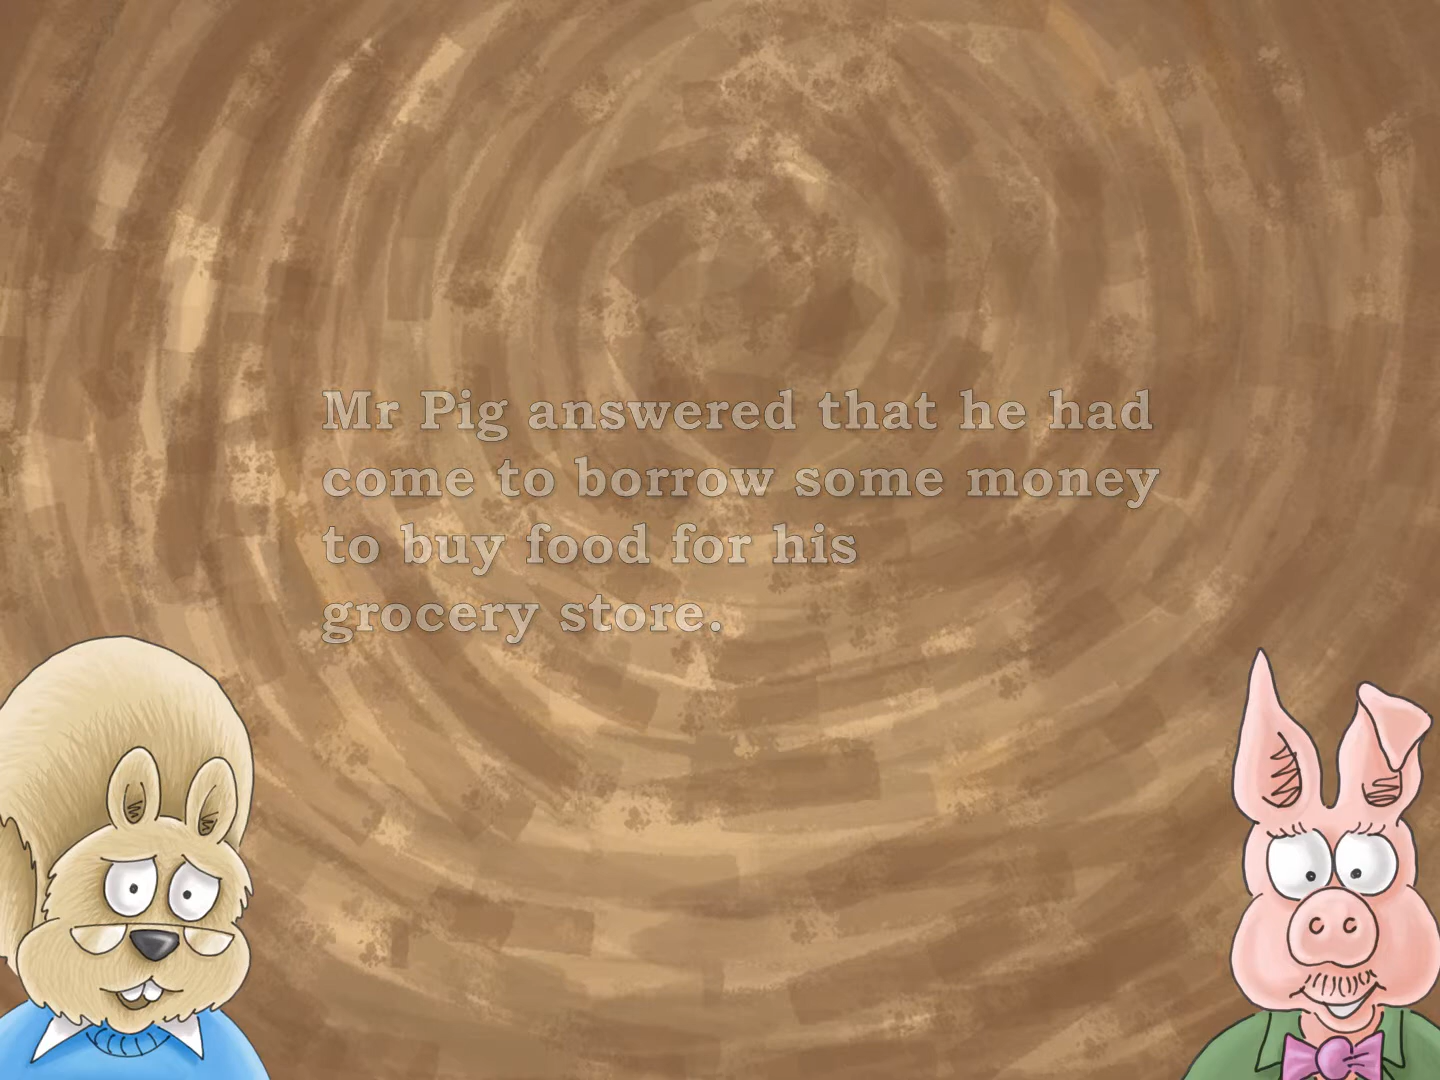 Mr Pig answered that he had
come to borrow some money
to buy food for his
grocery store.